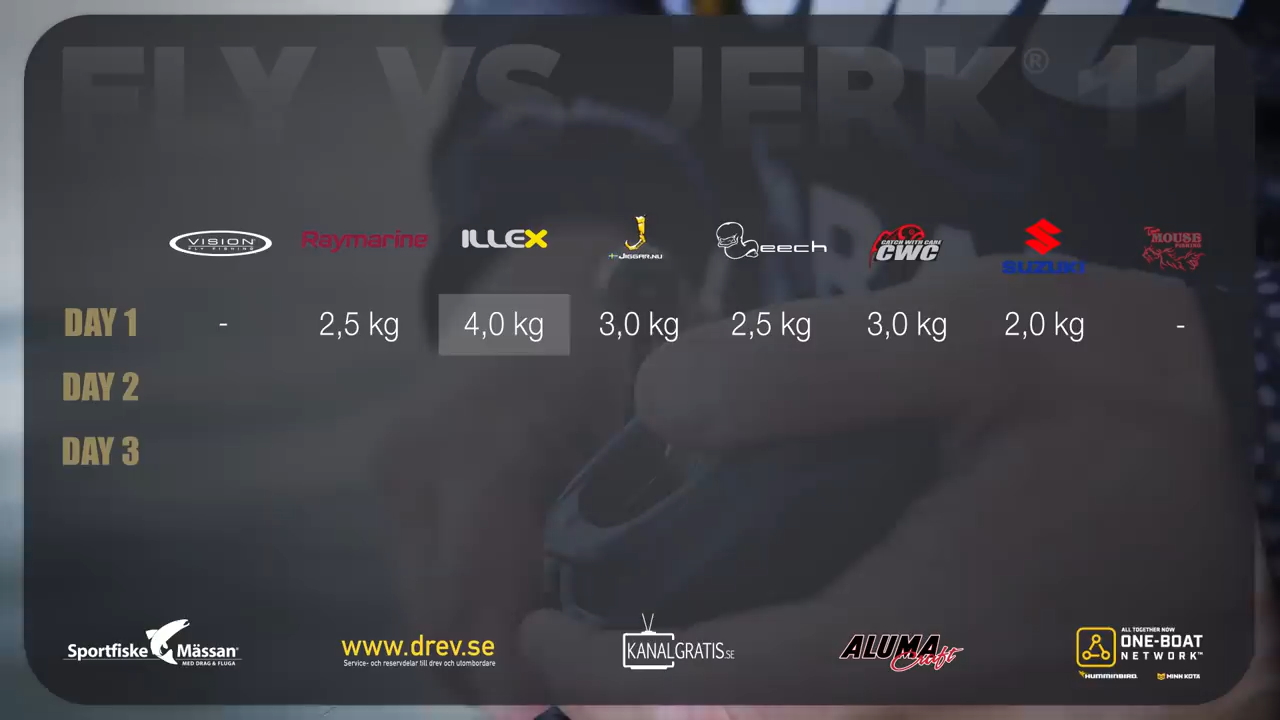 FLY VS JERK® 11
VISION
FLY FISHING
Raymarine
ILLEX
JIGGAR.NU
eech
CATCH WITH CARE
CWC
SUZUKI
The MOUSE
FISHING
DAY 1 - 2,5 kg 4,0 kg 3,0 kg 2,5 kg 3,0 kg 2,0 kg -
DAY 2
DAY 3
Sportfiske Mässan
MED DRAG & FLUGA
www.drev.se
Service- och reservdelar till drev och utombordare
KANALGRATIS.SE
ALUMA
Craft
ALL TOGETHER NOW
ONE-BOAT
NETWORK™
HUMMINBIRD MINN KOTA